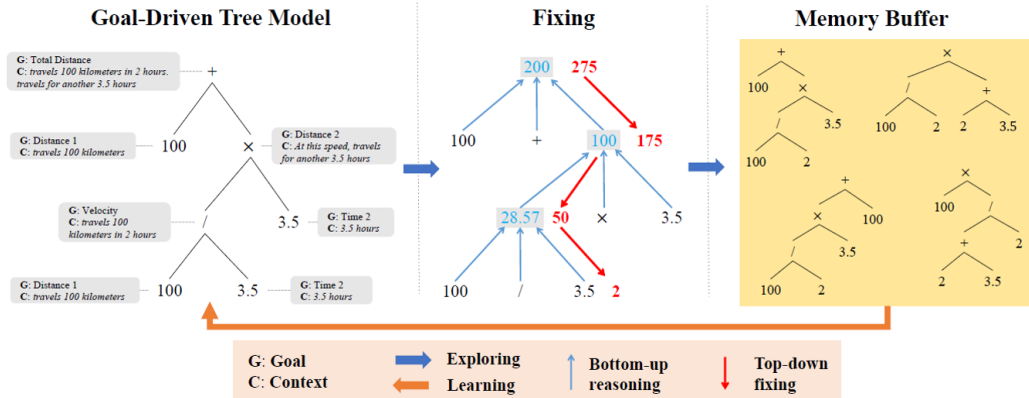 Goal-Driven Tree Model
Fixing
Memory Buffer
G: Total Distance
C: travels 100 kilometers in 2 hours.
travels for another 3.5 hours
+
G: Distance 1
C: travels 100 kilometers
100
×
G: Distance 2
C: At this speed, travels
for another 3.5 hours
G: Velocity
C: travels 100
kilometers in 2 hours
/
3.5
G: Time 2
C: 3.5 hours
G: Distance 1
C: travels 100 kilometers
100
3.5
G: Time 2
C: 3.5 hours
200
275
100
+
100
175
28.57
50
×
3.5
100
/
3.5
2
+
100
×
/
3.5
100
2
×
/
+
100
2
2
3.5
+
×
100
/
3.5
100
2
×
100
/
+
2
2
3.5
G: Goal
C: Context
Exploring
Learning
Bottom-up
reasoning
Top-down
fixing